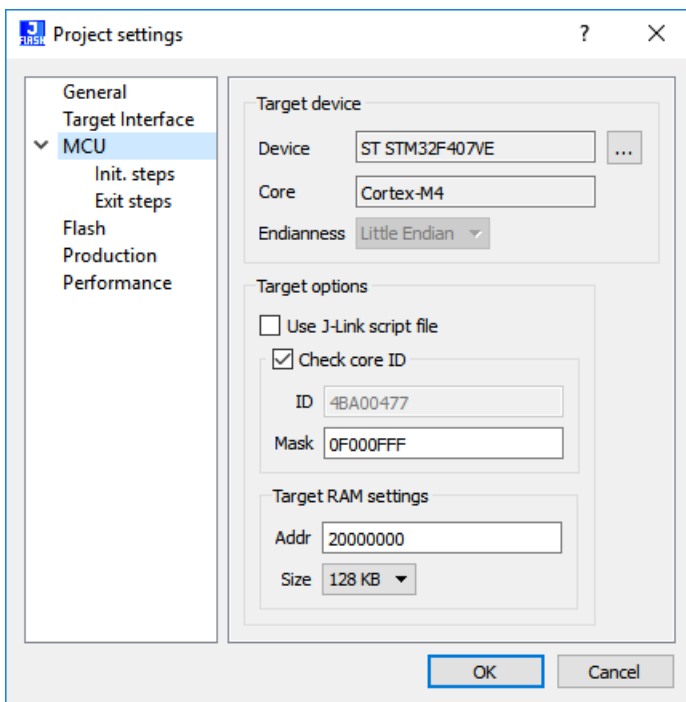 J
FLASH
Project settings
?
General
Target Interface
MCU
Init. steps
Exit steps
Flash
Production
Performance
Target device
Device ST STM32F407VE ...
Core Cortex-M4
Endianness Little Endian
Target options
Use J-Link script file
Check core ID
ID 4BA00477
Mask 0F000FFF
Target RAM settings
Addr 20000000
Size 128 KB
OK Cancel